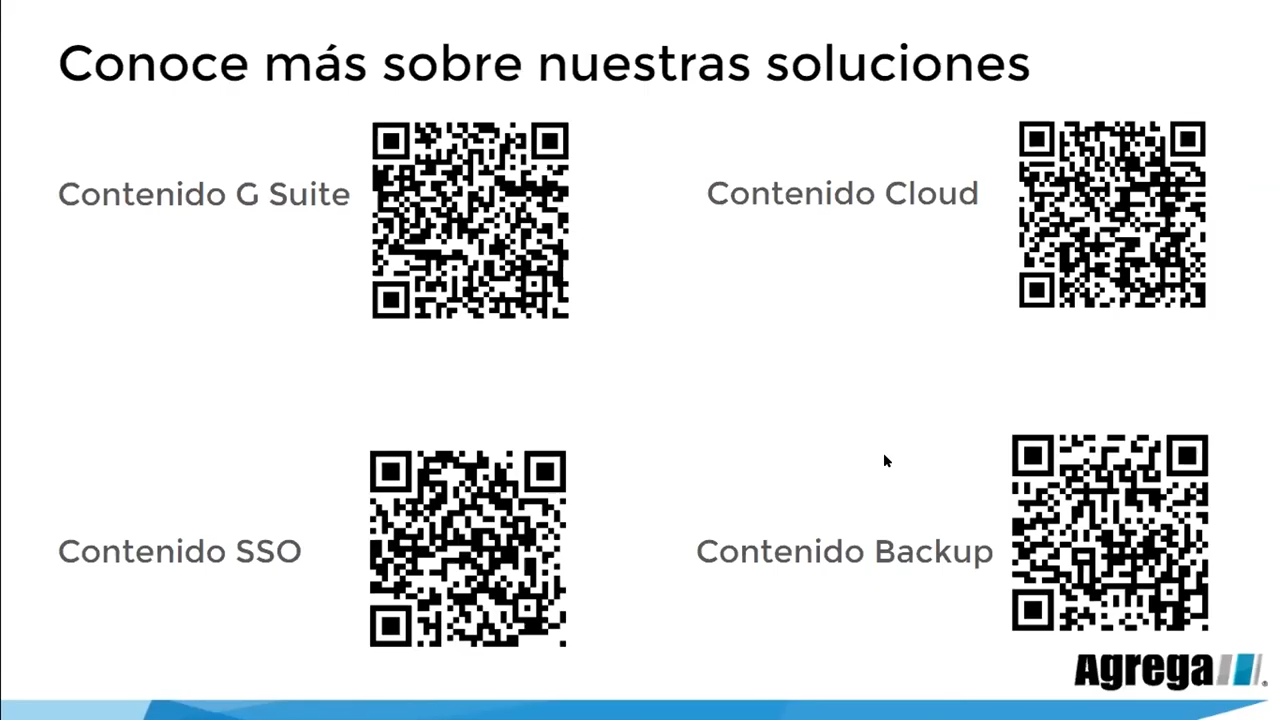 Conoce más sobre nuestras soluciones
Contenido G Suite
Contenido Cloud
Contenido SSO
Contenido Backup
Agrega